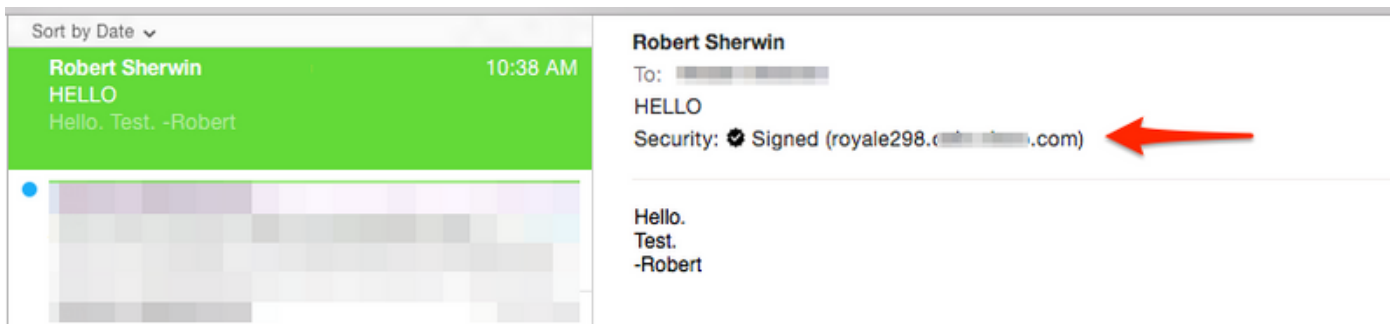 Sort by Date
Robert Sherwin 10:38 AM
HELLO
Hello. Test. -Robert
Robert Sherwin
To:
HELLO
Security: Signed (royale298. .com)
Hello.
Test.
-Robert